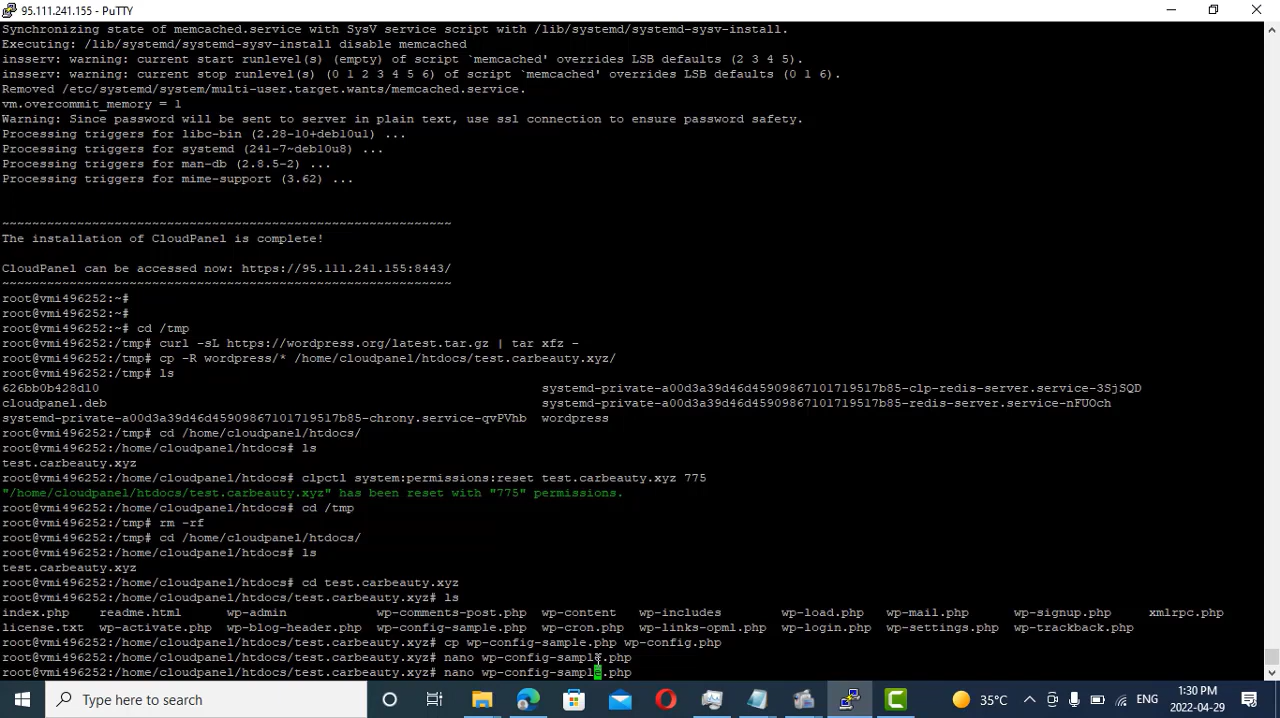 95.111.241.155 - PuTTY
Synchronizing state of memcached.service with SysV service script with /lib/systemd/systemd-sysv-install.
Executing: /lib/systemd/systemd-sysv-install disable memcached
insserv: warning: current start runlevel(s) (empty) of script `memcached' overrides LSB defaults (2 3 4 5).
insserv: warning: current stop runlevel(s) (0 1 2 3 4 5 6) of script `memcached' overrides LSB defaults (0 1 6).
Removed /etc/systemd/system/multi-user.target.wants/memcached.service.
vm.overcommit_memory = 1
Warning: Since password will be sent to server in plain text, use ssl connection to ensure password safety.
Processing triggers for libc-bin (2.28-10+deb10u1) ...
Processing triggers for systemd (241-7~deb10u8) ...
Processing triggers for man-db (2.8.5-2) ...
Processing triggers for mime-support (3.62) ...
~~~~~~~~~~~~~~~~~~~~~~~~~~~~~~~~~~~~~~~~~~~~~~~~~~~~~~~~~~~~
The installation of CloudPanel is complete!
CloudPanel can be accessed now: https://95.111.241.155:8443/
~~~~~~~~~~~~~~~~~~~~~~~~~~~~~~~~~~~~~~~~~~~~~~~~~~~~~~~~~~~~
root@vmi496252:~#
root@vmi496252:~#
root@vmi496252:~# cd /tmp
root@vmi496252:/tmp# curl -sL https://wordpress.org/latest.tar.gz | tar xfz -
root@vmi496252:/tmp# cp -R wordpress/* /home/cloudpanel/htdocs/test.carbeauty.xyz/
root@vmi496252:/tmp# ls
626bb0b428d10 systemd-private-a00d3a39d46d45909867101719517b85-clp-redis-server.service-3SjSQD
cloudpanel.deb systemd-private-a00d3a39d46d45909867101719517b85-redis-server.service-nFUOch
systemd-private-a00d3a39d46d45909867101719517b85-chrony.service-qvPVhb wordpress
root@vmi496252:/tmp# cd /home/cloudpanel/htdocs/
root@vmi496252:/home/cloudpanel/htdocs# ls
test.carbeauty.xyz
root@vmi496252:/home/cloudpanel/htdocs# clpctl system:permissions:reset test.carbeauty.xyz 775
"/home/cloudpanel/htdocs/test.carbeauty.xyz" has been reset with "775" permissions.
root@vmi496252:/home/cloudpanel/htdocs# cd /tmp
root@vmi496252:/tmp# rm -rf
root@vmi496252:/tmp# cd /home/cloudpanel/htdocs/
root@vmi496252:/home/cloudpanel/htdocs# ls
test.carbeauty.xyz
root@vmi496252:/home/cloudpanel/htdocs# cd test.carbeauty.xyz
root@vmi496252:/home/cloudpanel/htdocs/test.carbeauty.xyz# ls
index.php readme.html wp-admin wp-comments-post.php wp-content wp-includes wp-load.php wp-mail.php wp-signup.php xmlrpc.php
license.txt wp-activate.php wp-blog-header.php wp-config-sample.php wp-cron.php wp-links-opml.php wp-login.php wp-settings.php wp-trackback.php
root@vmi496252:/home/cloudpanel/htdocs/test.carbeauty.xyz# cp wp-config-sample.php wp-config.php
root@vmi496252:/home/cloudpanel/htdocs/test.carbeauty.xyz# nano wp-config-sample.php
root@vmi496252:/home/cloudpanel/htdocs/test.carbeauty.xyz# nano wp-config-sample.php
Type here to search
35°C
ENG
1:30 PM
2022-04-29